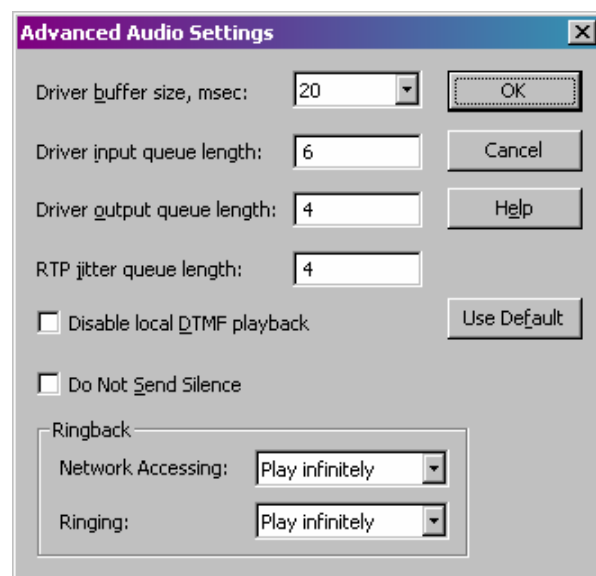 Advanced Audio Settings
Driver buffer size, msec: 20 OK
Driver input queue length: 6 Cancel
Driver output queue length: 4 Help
RTP jitter queue length: 4
Disable local DTMF playback Use Default
Do Not Send Silence
Ringback
Network Accessing: Play infinitely
Ringing: Play infinitely